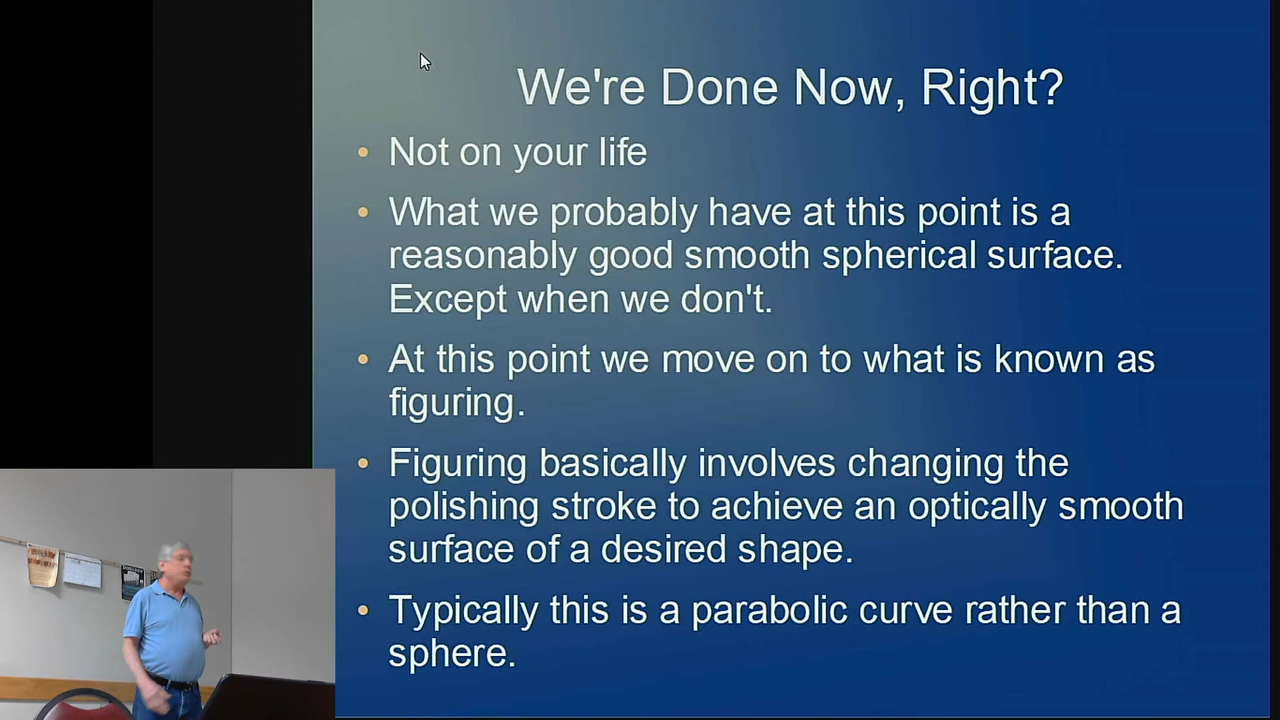 We're Done Now, Right?
• Not on your life
• What we probably have at this point is a
reasonably good smooth spherical surface.
Except when we don't.
• At this point we move on to what is known as
figuring.
• Figuring basically involves changing the
polishing stroke to achieve an optically smooth
surface of a desired shape.
• Typically this is a parabolic curve rather than a
sphere.